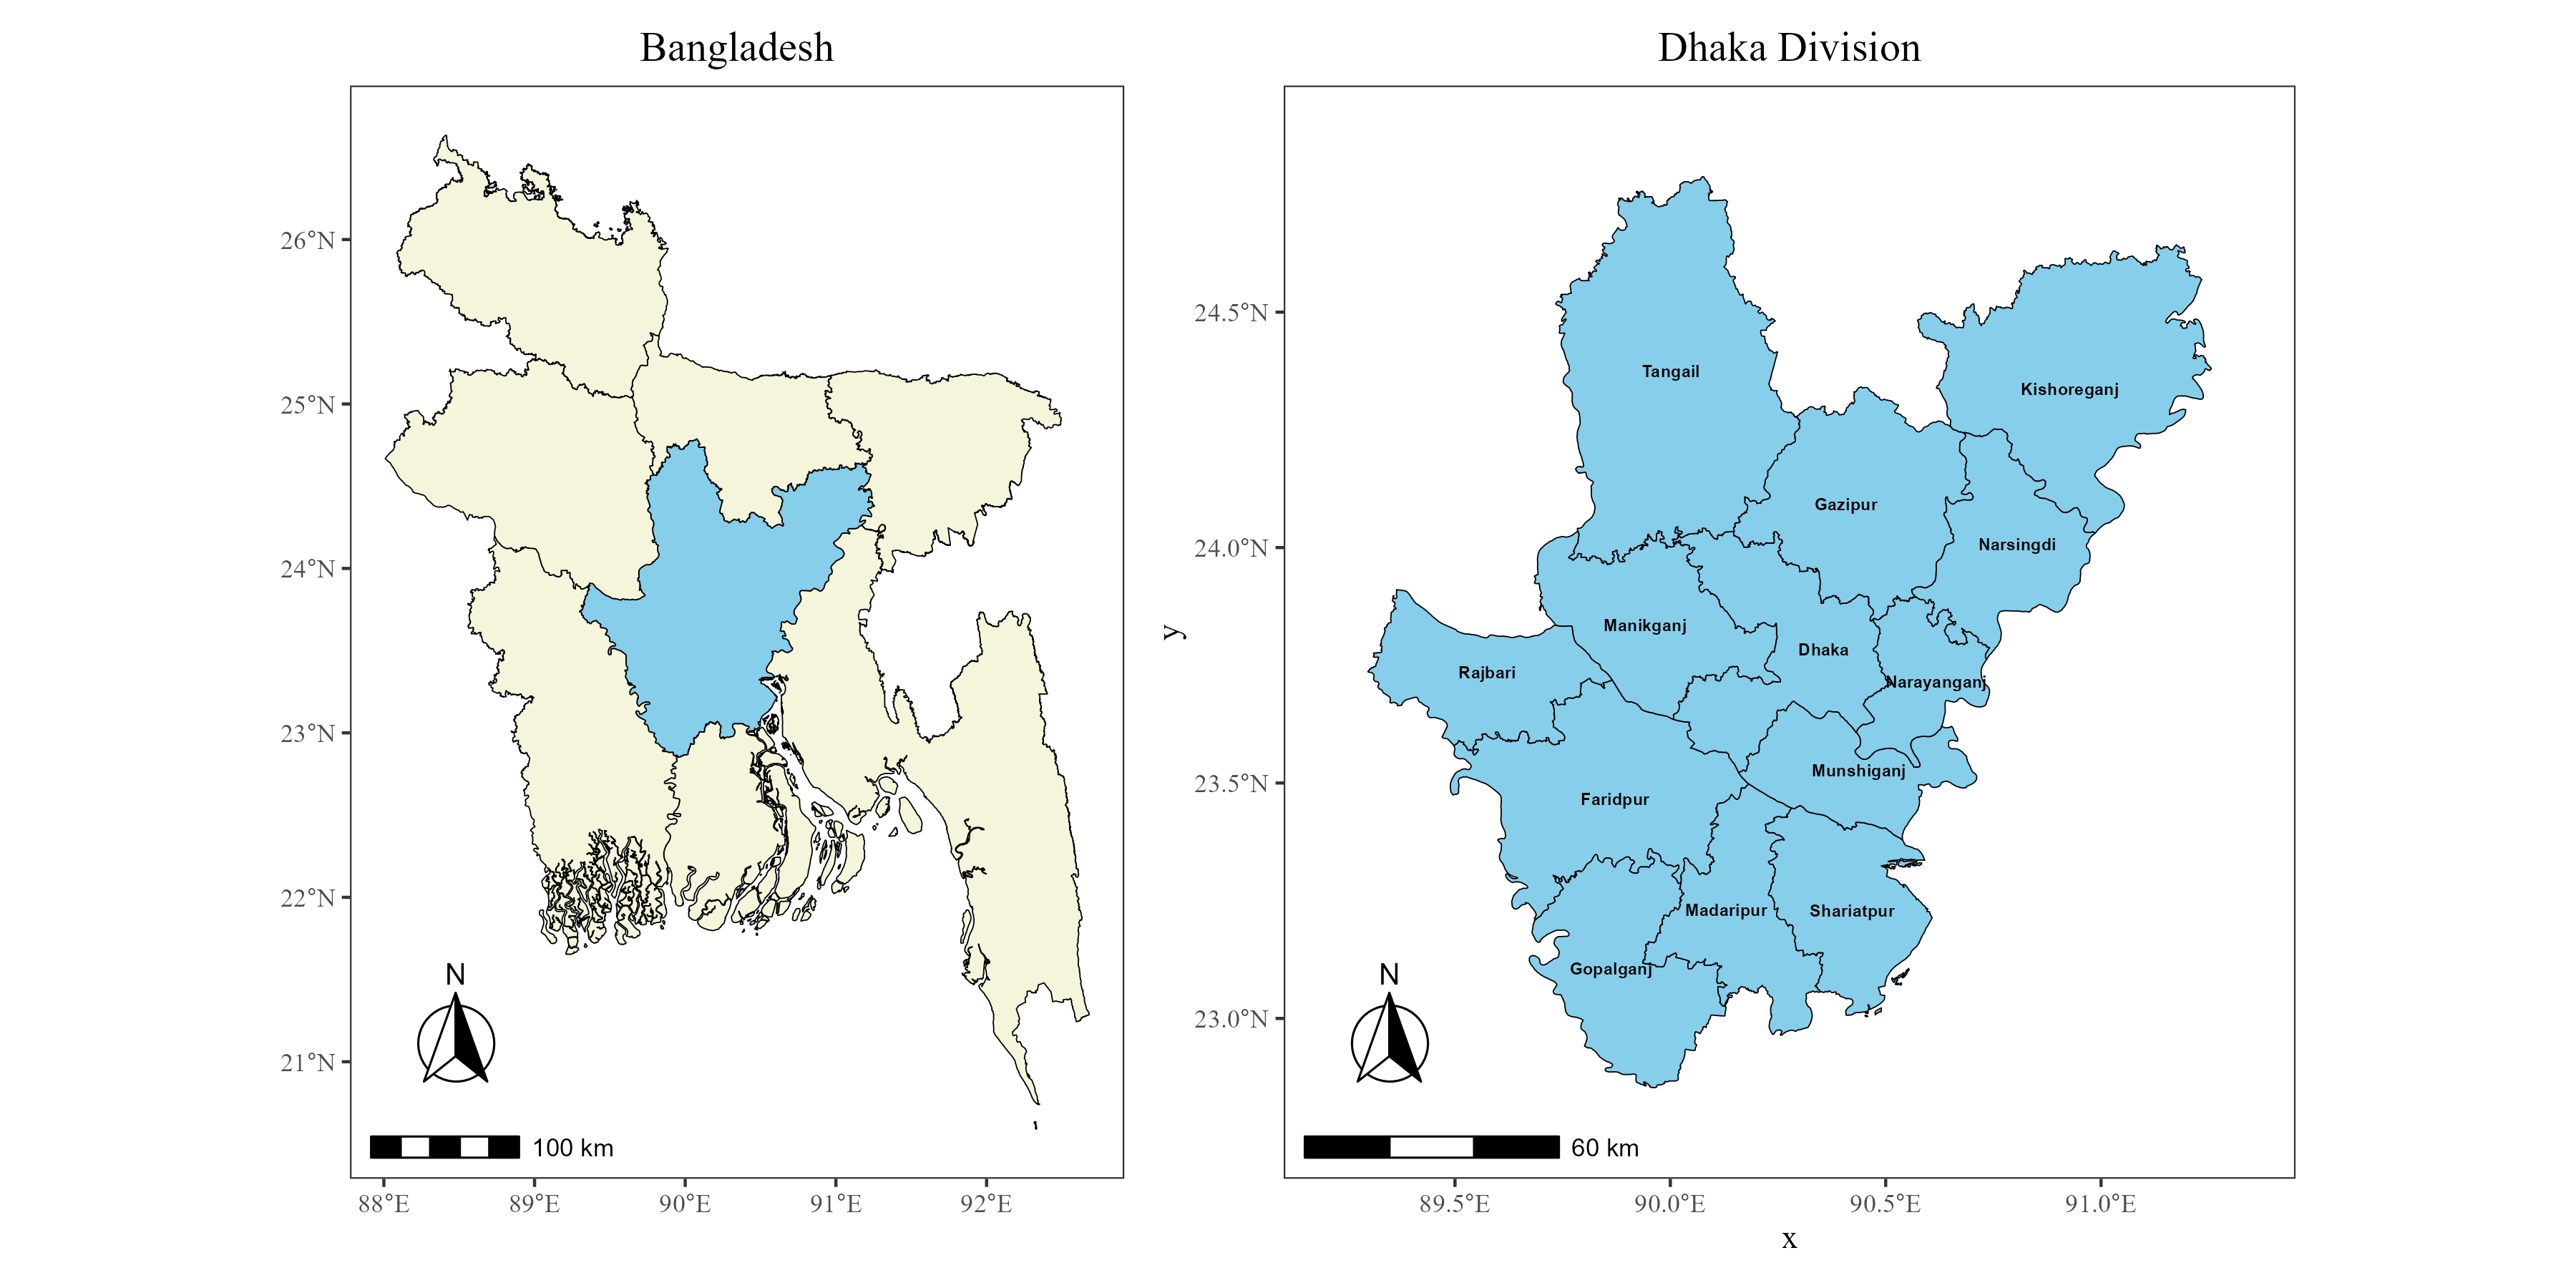 Bangladesh
26°N
25°N
24°N
23°N
22°N
21°N
N
100 km
88°E 89°E 90°E 91°E 92°E
Dhaka Division
y
24.5°N
24.0°N
23.5°N
23.0°N
Tangail
Kishoreganj
Gazipur
Narsingdi
Manikganj
Dhaka
Rajbari
Narayanganj
Munshiganj
Faridpur
Madaripur
Shariatpur
Gopalganj
N
60 km
89.5°E 90.0°E 90.5°E 91.0°E
x